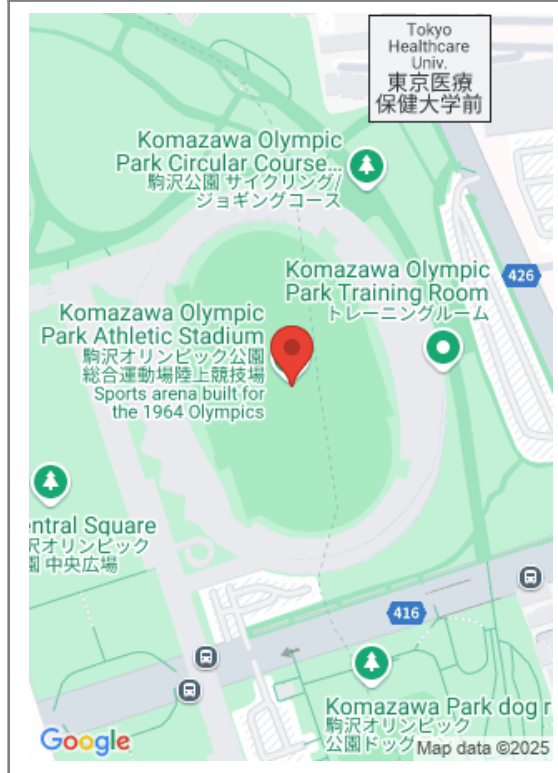 Tokyo
Healthcare
Univ.
東京医療
保健大学前
Komazawa Olympic
Park Circular Course...
駒沢公園 サイクリング/
ジョギングコース
426
Komazawa Olympic
Park Training Room
トレーニングルーム
Komazawa Olympic
Park Athletic Stadium
駒沢オリンピック公園
総合運動場陸上競技場
Sports arena built for
the 1964 Olympics
entral Square
沢オリンピック
園 中央広場
416
Komazawa Park dog r
駒沢オリンピック
公園ドッグ
Google
Map data ©2025